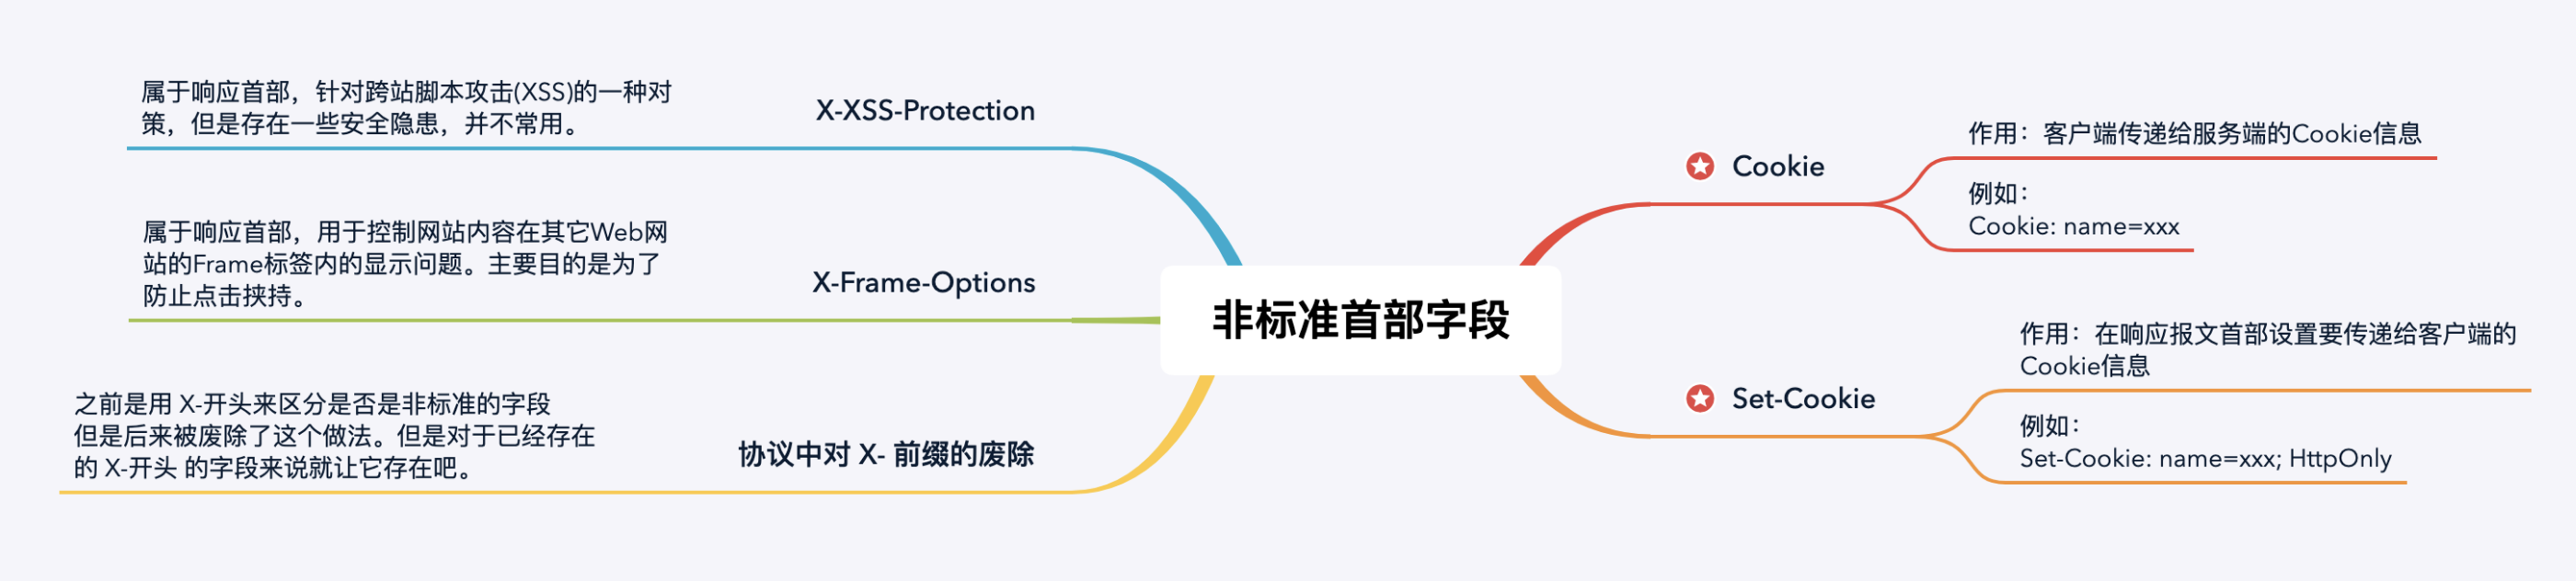 非标准首部字段
Cookie
作用：客户端传递给服务端的Cookie信息
例如：
Cookie: name=xxx
Set-Cookie
作用：在响应报文首部设置要传递给客户端的
Cookie信息
例如：
Set-Cookie: name=xxx; HttpOnly
X-XSS-Protection
属于响应首部，针对跨站脚本攻击(XSS)的一种对
策，但是存在一些安全隐患，并不常用。
X-Frame-Options
属于响应首部，用于控制网站内容在其它Web网
站的Frame标签内的显示问题。主要目的是为了
防止点击挟持。
协议中对 X- 前缀的废除
之前是用 X-开头来区分是否是非标准的字段
但是后来被废除了这个做法。但是对于已经存在
的 X-开头 的字段来说就让它存在吧。